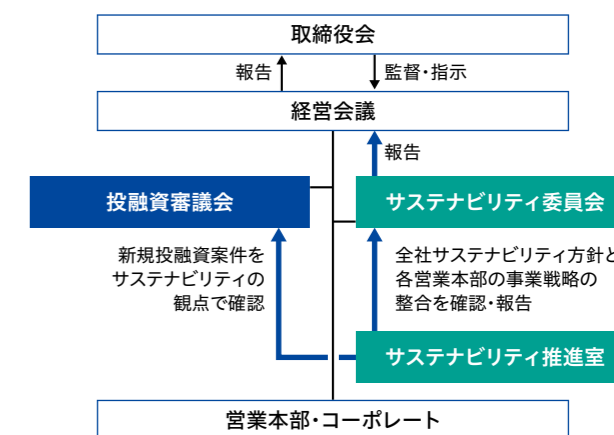 取締役会
報告
監督・指示
経営会議
報告
投融資審議会
サステナビリティ委員会
新規投融資案件を
サステナビリティの
観点で確認
全社サステナビリティ方針と
各営業本部の事業戦略の
整合を確認・報告
サステナビリティ推進室
営業本部・コーポレート